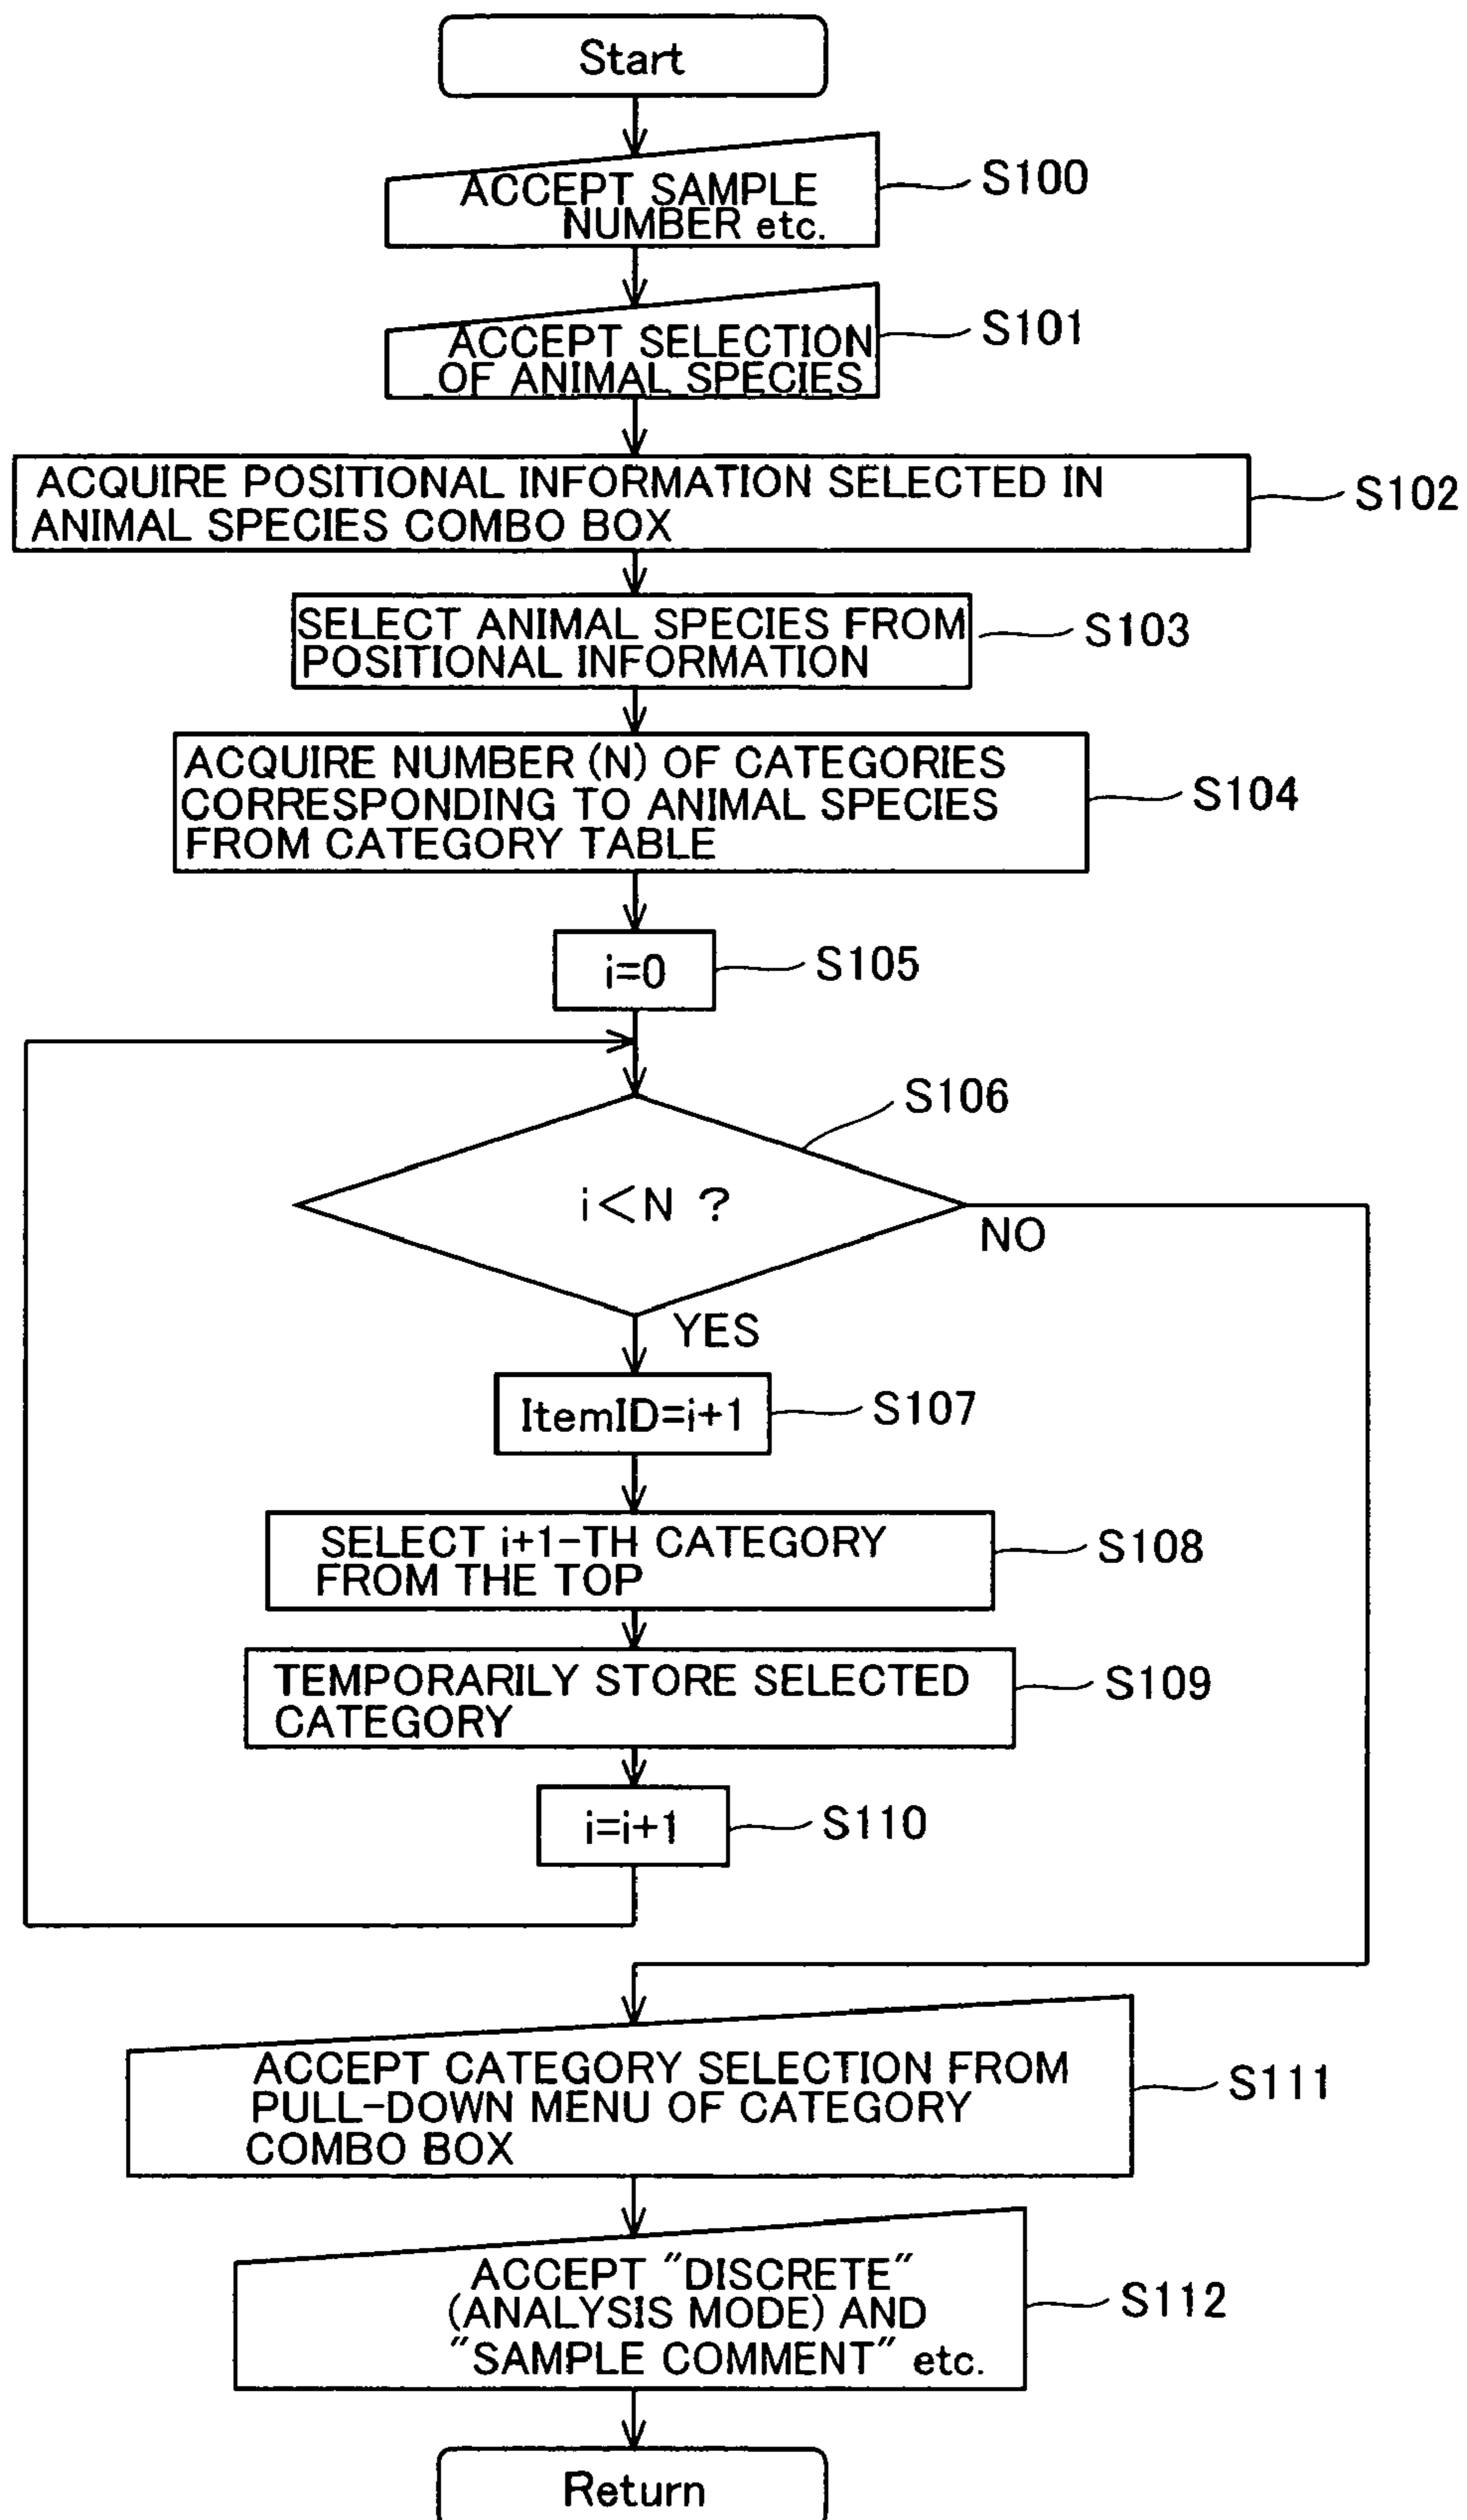 Start
ACCEPT SAMPLE
NUMBER etc.
S100
ACCEPT SELECTION
OF ANIMAL SPECIES
S101
ACQUIRE POSITIONAL INFORMATION SELECTED IN
ANIMAL SPECIES COMBO BOX
S102
SELECT ANIMAL SPECIES FROM
POSITIONAL INFORMATION
S103
ACQUIRE NUMBER (N) OF CATEGORIES
CORRESPONDING TO ANIMAL SPECIES
FROM CATEGORY TABLE
S104
i=0
S105
S106
i<N ?
NO
YES
ItemID=i+1
S107
SELECT i+1-TH CATEGORY
FROM THE TOP
S108
TEMPORARILY STORE SELECTED
CATEGORY
S109
i=i+1
S110
ACCEPT CATEGORY SELECTION FROM
PULL-DOWN MENU OF CATEGORY
COMBO BOX
S111
ACCEPT "DISCRETE"
(ANALYSIS MODE) AND
"SAMPLE COMMENT" etc.
S112
Return